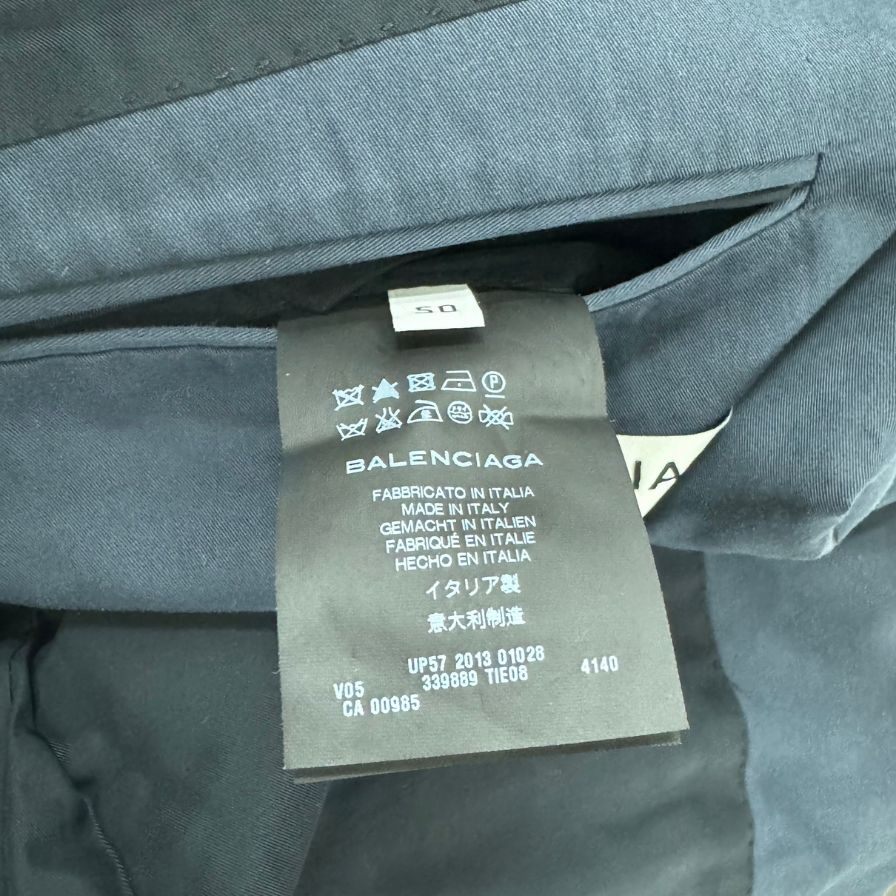 50
BALENCIAGA
FABBRICATO IN ITALIA
MADE IN ITALY
GEMACHT IN ITALIEN
FABRIQUÉ EN ITALIE
HECHO EN ITALIA
イタリア製
意大利制造
UP57 2013 01028
V05 339889 TIE08 4140
CA 00985
IA